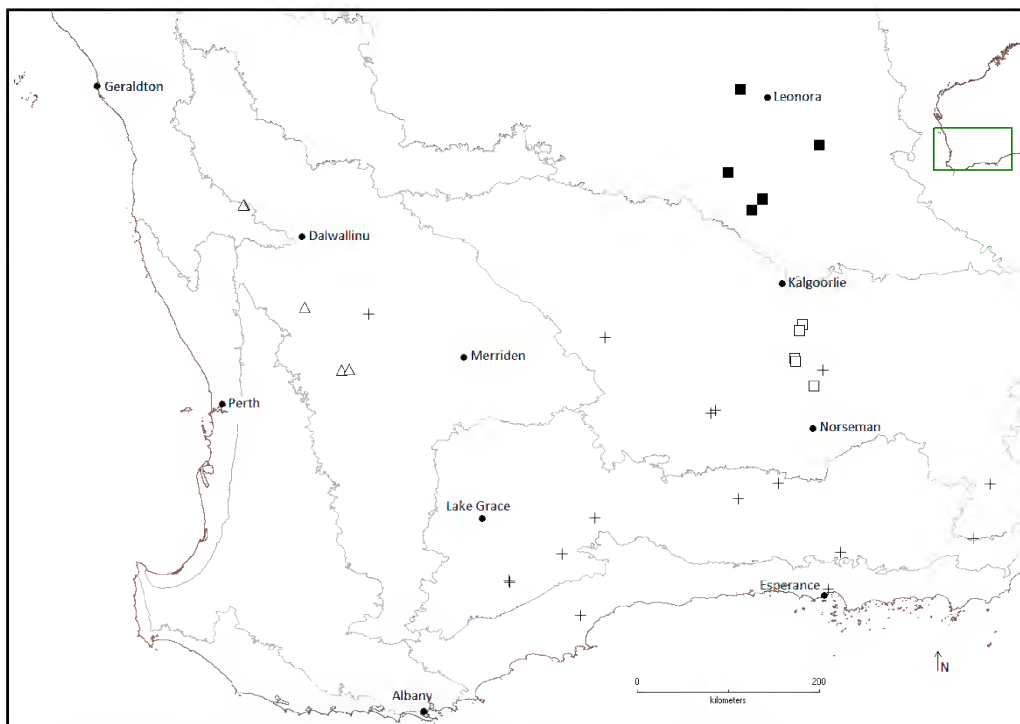 Geraldton
Leonora
Dalwallinu
Kalgoorlie
Merriden
Perth
Norseman
Lake Grace
Esperance
N
0 200
kilometers
Albany